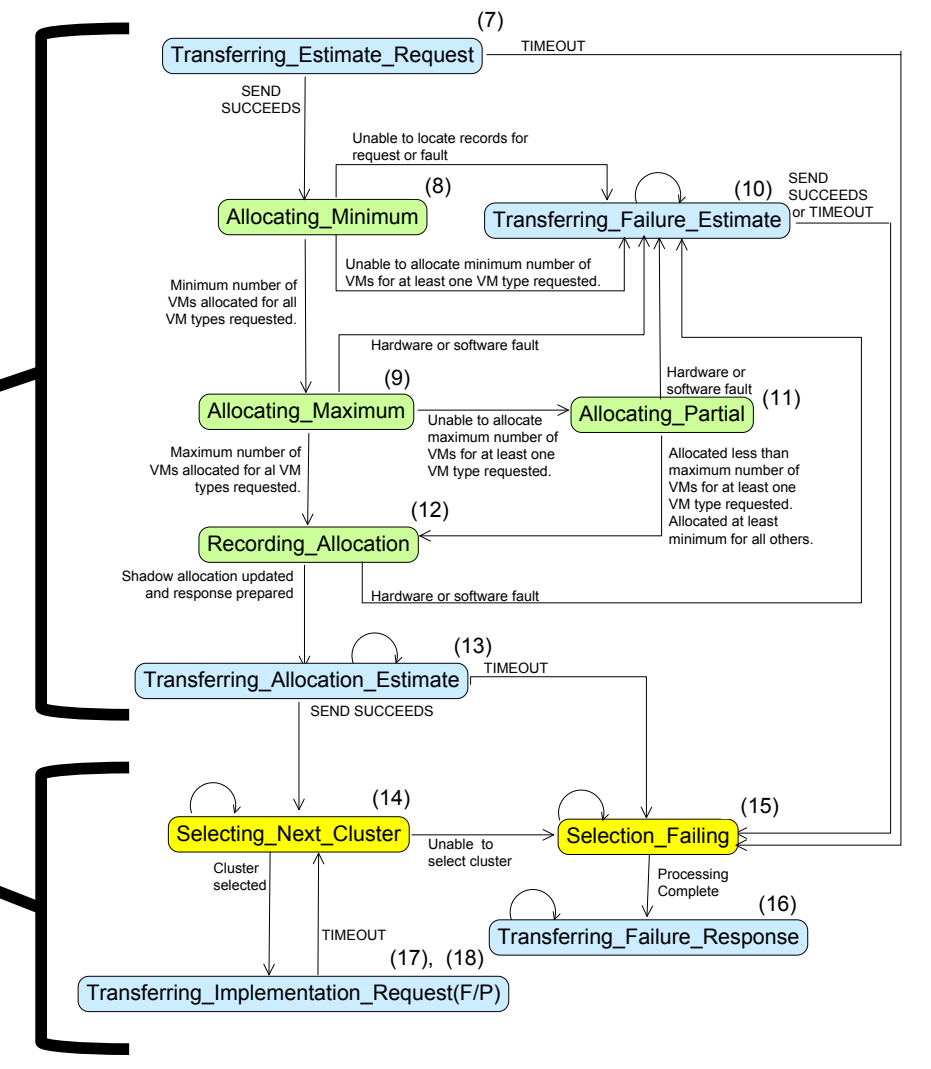 (7)
Transferring_Estimate_Request
TIMEOUT
SEND
SUCCEEDS
Unable to locate records for
request or fault
(8)
Allocating_Minimum
(10)
Transferring_Failure_Estimate
SEND
SUCCEEDS
or TIMEOUT
Unable to allocate minimum number of
VMs for at least one VM type requested.
Minimum number of
VMs allocated for all
VM types requested.
Hardware or software fault
(9)
Allocating_Maximum
Hardware or
software fault
(11)
Allocating_Partial
Unable to allocate
maximum number of
VMs for at least one
VM type requested.
Maximum number of
VMs allocated for al VM
types requested.
Allocated less than
maximum number of
VMs for at least one
VM type requested.
Allocated at least
minimum for all others.
(12)
Recording_Allocation
Shadow allocation updated
and response prepared
Hardware or software fault
(13)
Transferring_Allocation_Estimate
TIMEOUT
SEND SUCCEEDS
(14)
Selecting_Next_Cluster
Unable to
select cluster
(15)
Selection_Failing
Cluster
selected
Processing
Complete
TIMEOUT
(16)
Transferring_Failure_Response
(17), (18)
Transferring_Implementation_Request(F/P)